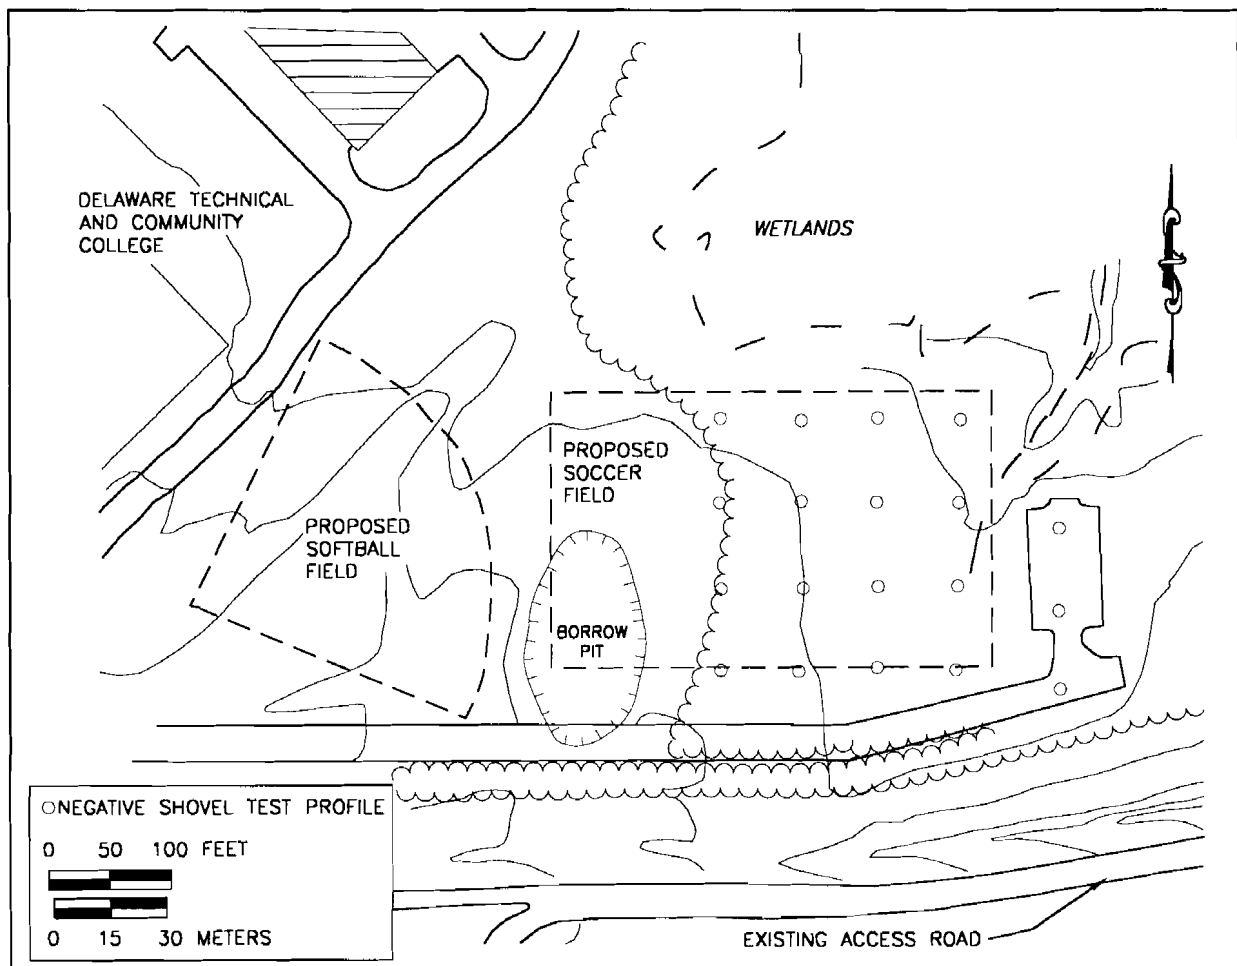 DELAWARE TECHNICAL
AND COMMUNITY
COLLEGE
WETLANDS
PROPOSED
SOCCER
FIELD
PROPOSED
SOFTBALL
FIELD
BORROW
PIT
NEGATIVE SHOVEL TEST PROFILE
0 50 100 FEET
0 15 30 METERS
EXISTING ACCESS ROAD